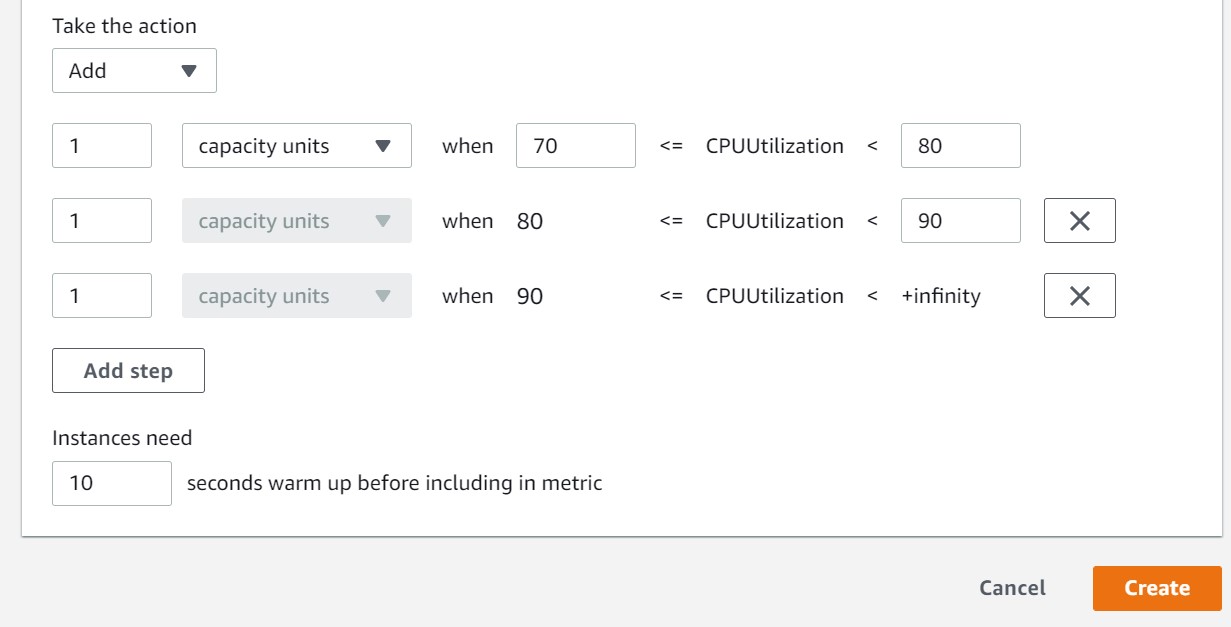 Take the action
Add
1 capacity units when 70 <= CPUUtilization < 80
1 capacity units when 80 <= CPUUtilization < 90
1 capacity units when 90 <= CPUUtilization < +infinity
Add step
Instances need
10 seconds warm up before including in metric
Cancel Create